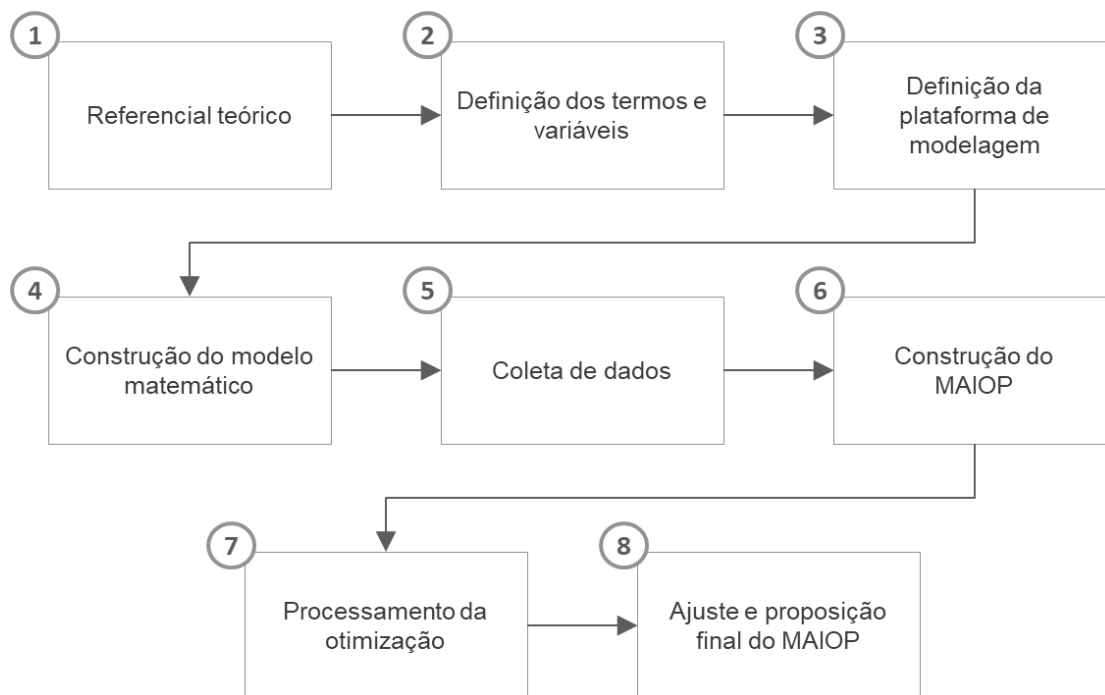 1
Referencial teórico
2
Definição dos termos e
variáveis
3
Definição da
plataforma de
modelagem
4
Construção do modelo
matemático
5
Coleta de dados
6
Construção do
MAIOP
7
Processamento da
otimização
8
Ajuste e proposição
final do MAIOP